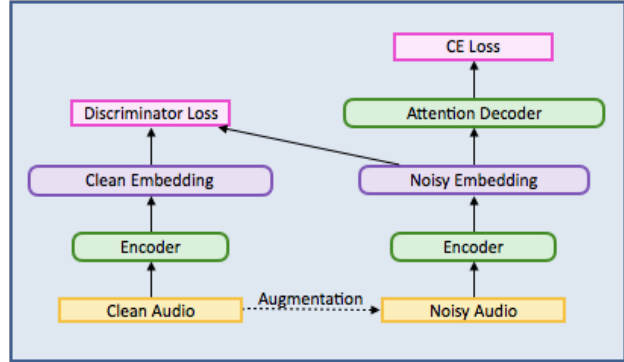 CE Loss
Discriminator Loss
Attention Decoder
Clean Embedding
Noisy Embedding
Encoder
Encoder
Clean Audio
Augmentation
Noisy Audio